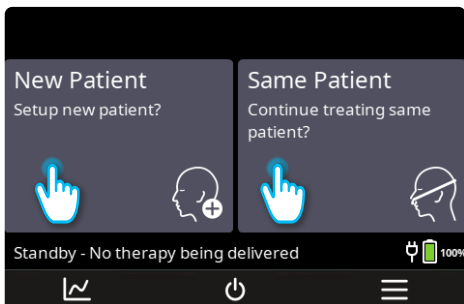 New Patient
Setup new patient?
Same Patient
Continue treating same
patient?
Standby - No therapy being delivered
100%